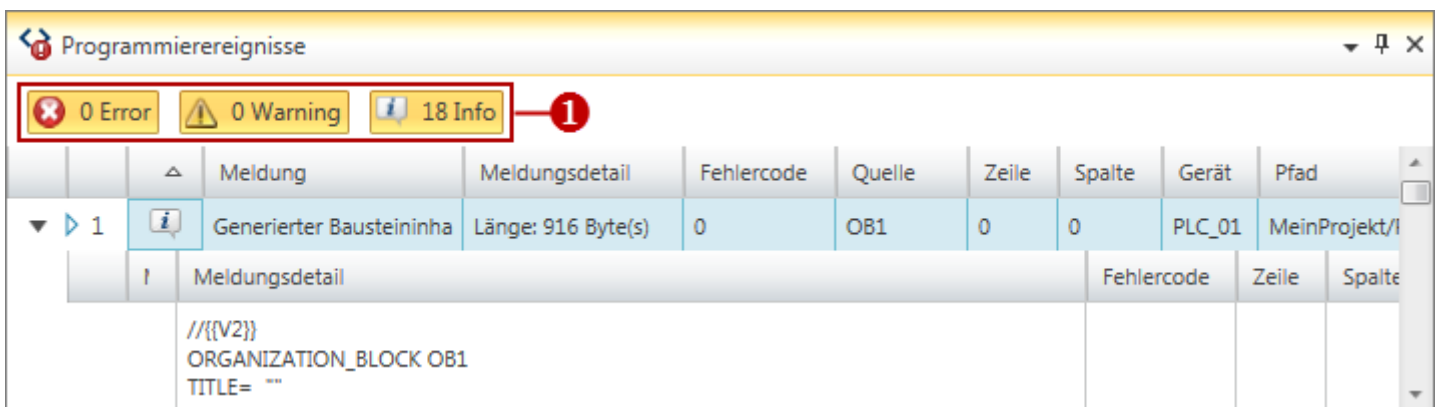 Programmierereignisse
0 Error 0 Warning 18 Info 1
Meldung Meldungsdetail Fehlercode Quelle Zeile Spalte Gerät Pfad
1 Generierter Bausteininha Länge: 916 Byte(s) 0 OB1 0 0 PLC_01 MeinProjekt/
Meldungsdetail Fehlercode Zeile Spalte
//{{V2}}
ORGANIZATION_BLOCK OB1
TITLE= ""